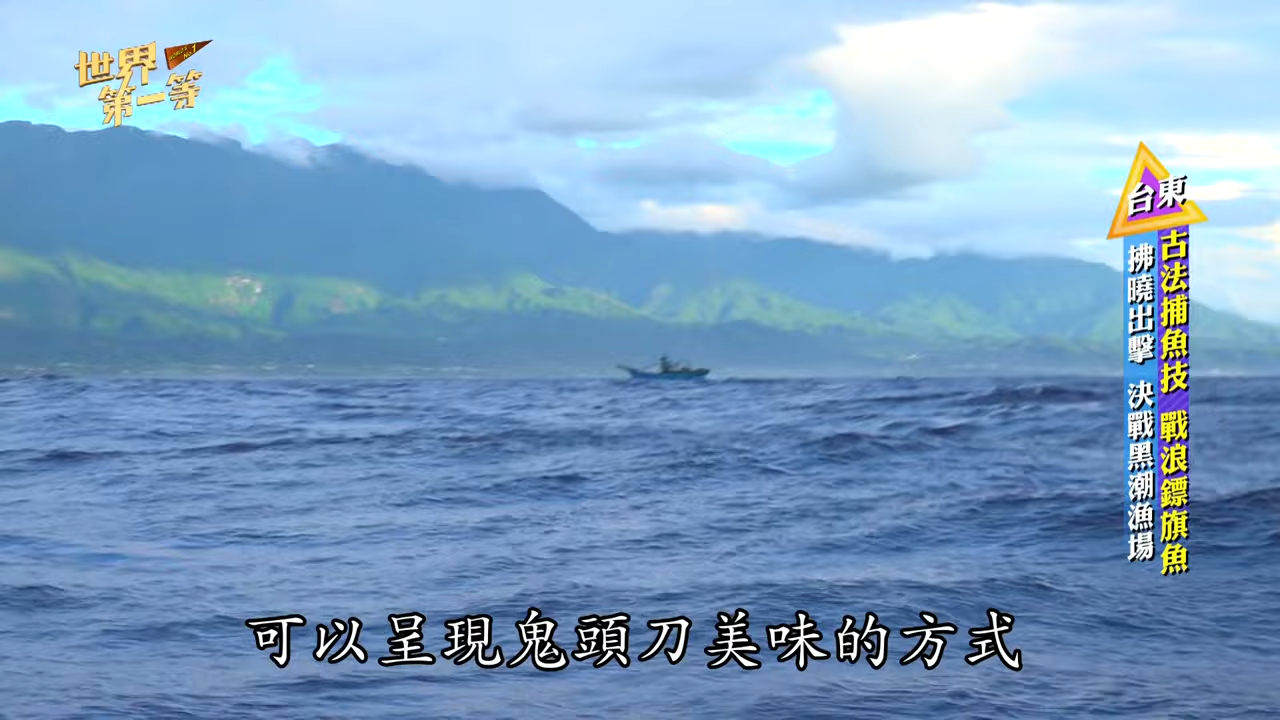 世界
第一等
台東
古法捕魚技 戰浪鏢旗魚
拂曉出擊 決戰黑潮漁場
可以呈現鬼頭刀美味的方式